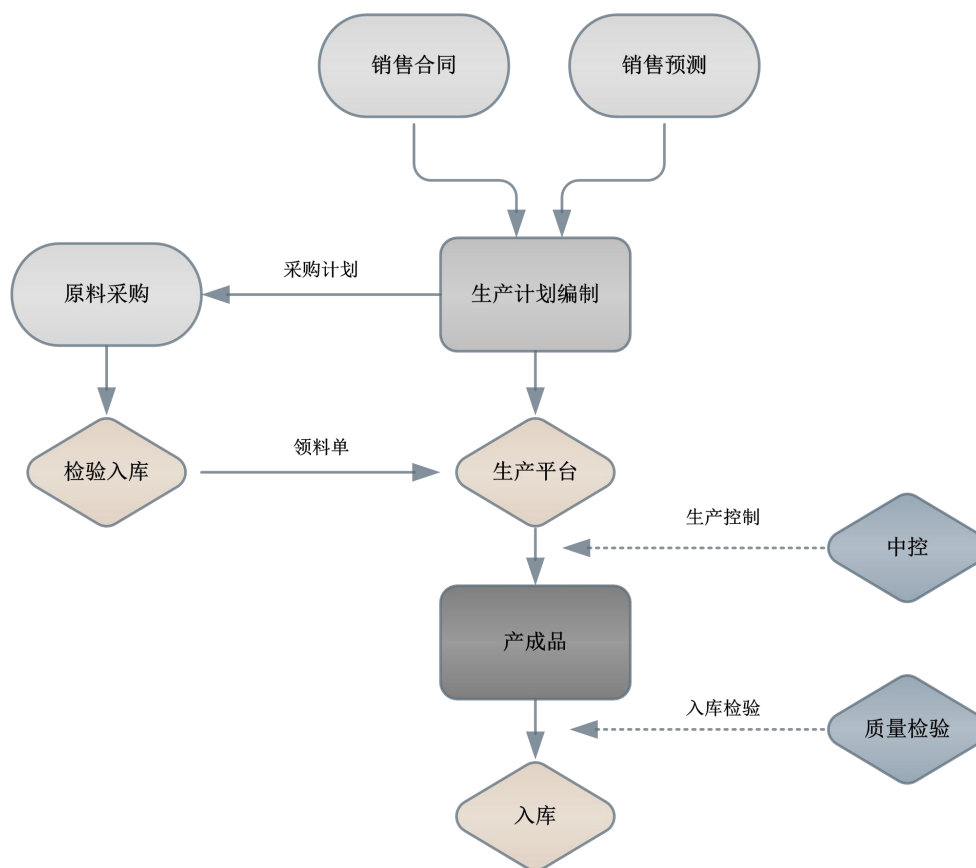 销售合同
销售预测
采购计划
原料采购
生产计划编制
领料单
检验入库
生产平台
生产控制
中控
产成品
入库检验
质量检验
入库